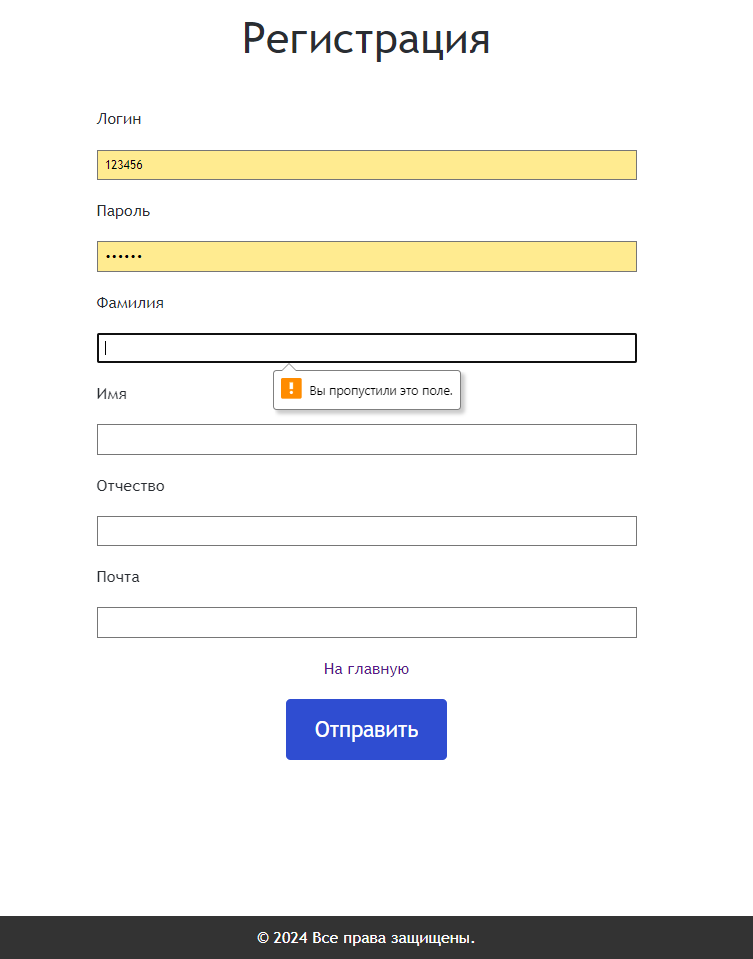 Регистрация
Логин
123456
Пароль
••••••
Фамилия
Вы пропустили это поле.
Имя
Отчество
Почта
На главную
Отправить
© 2024 Все права защищены.